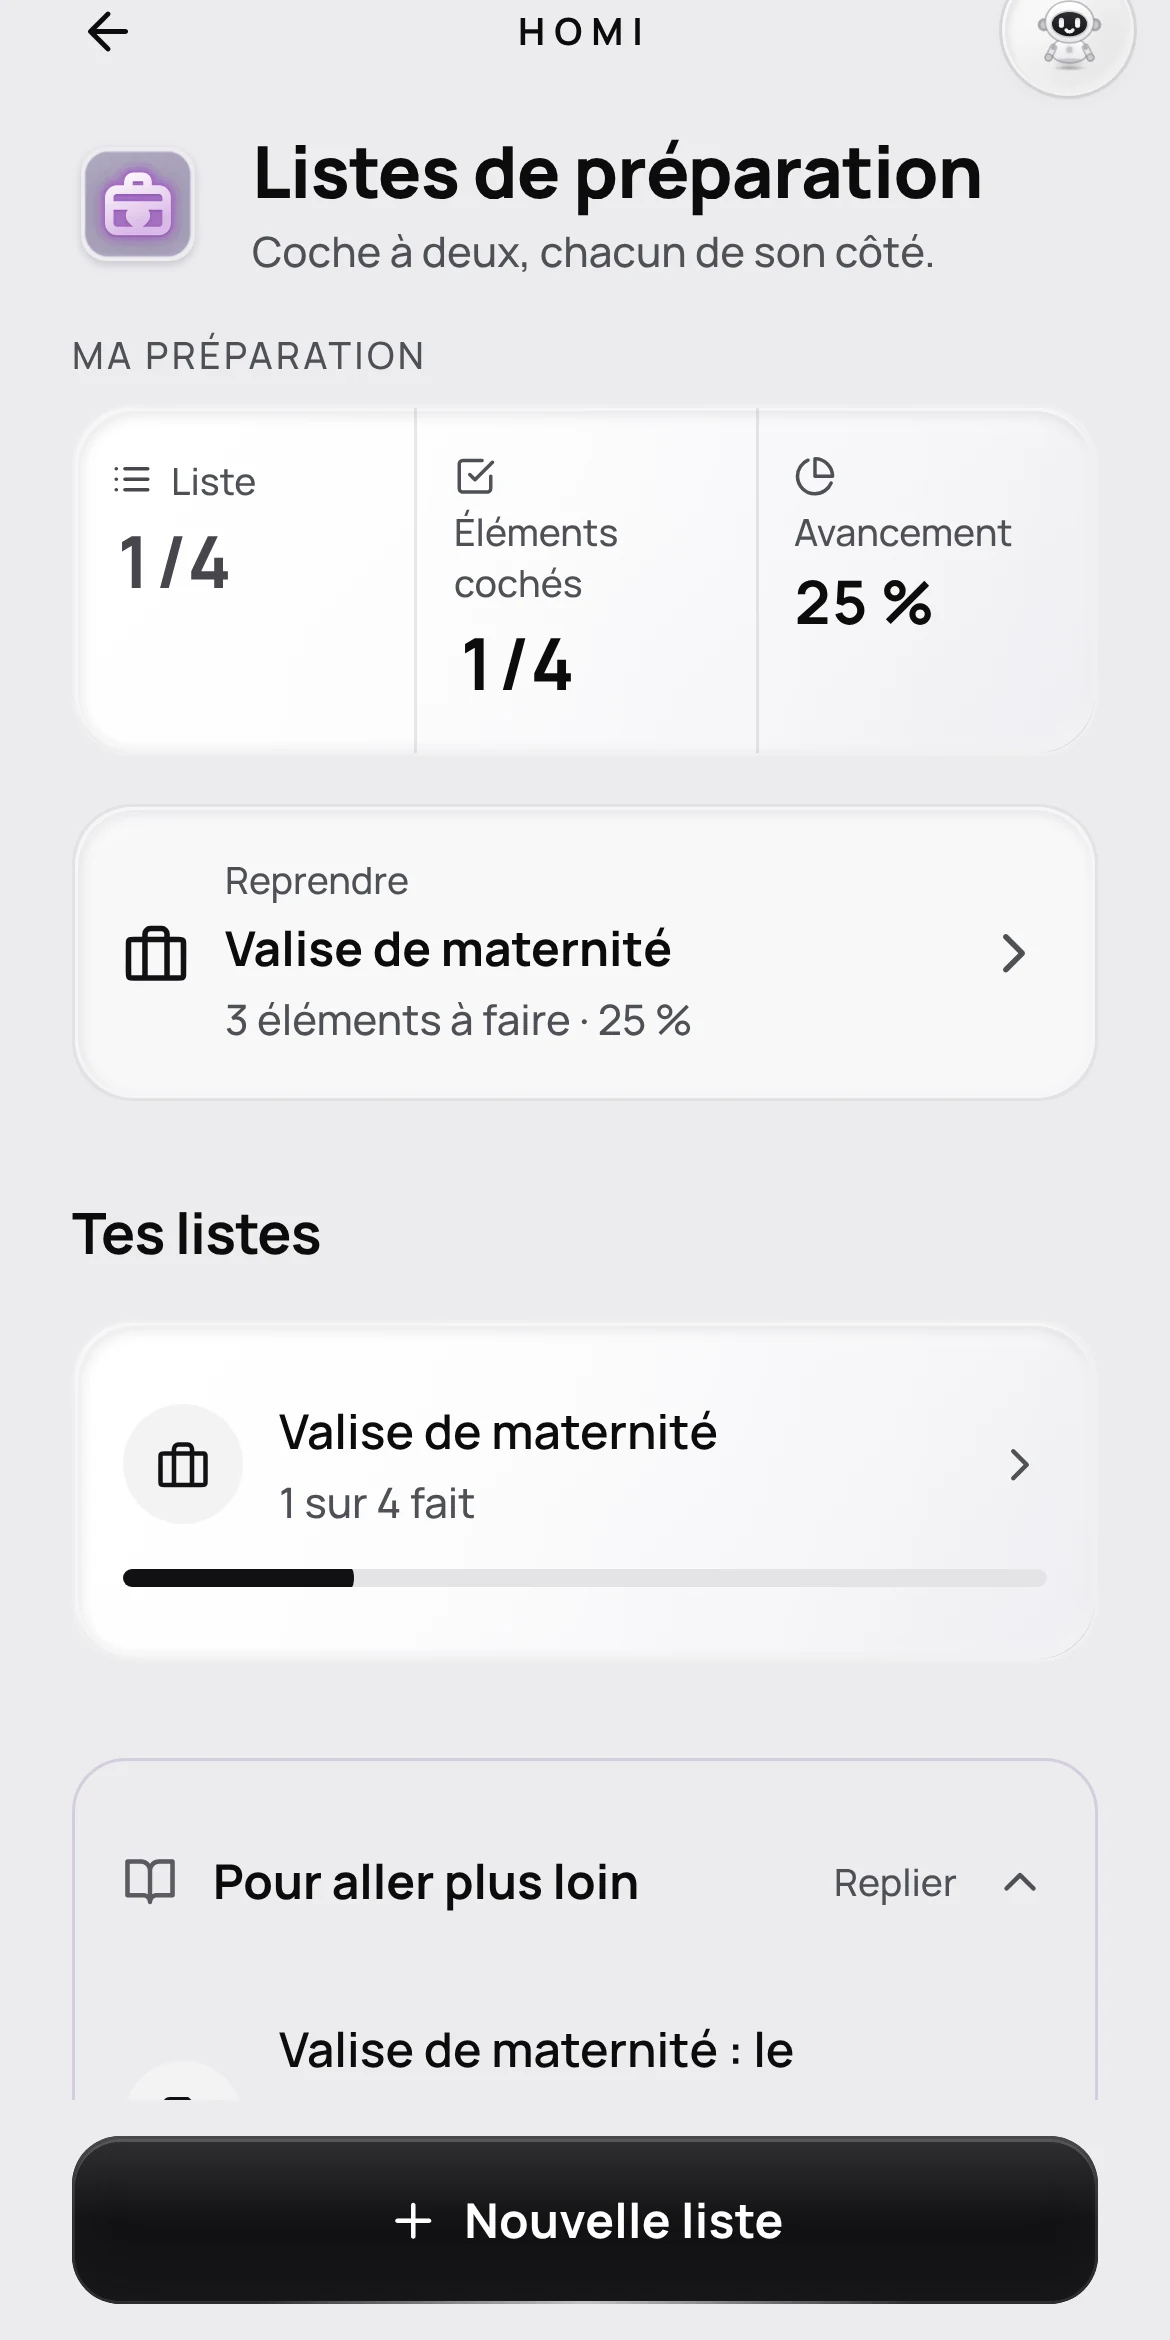 HOMI
Listes de préparation
Coche à deux, chacun de son côté.
MA PRÉPARATION
Liste
1/4
Éléments
cochés
1/4
Avancement
25 %
Reprendre
Valise de maternité
3 éléments à faire · 25 %
Tes listes
Valise de maternité
1 sur 4 fait
Pour aller plus loin
Replier
Valise de maternité : le
+ Nouvelle liste